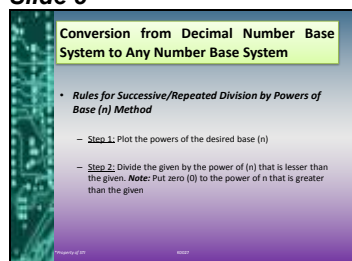 Conversion from Decimal Number Base
System to Any Number Base System
• Rules for Successive/Repeated Division by Powers of
Base (n) Method
– Step 1: Plot the powers of the desired base (n)
– Step 2: Divide the given by the power of (n) that is lesser than
the given. Note: Put zero (0) to the power of n that is greater
than the given
*Property of STI